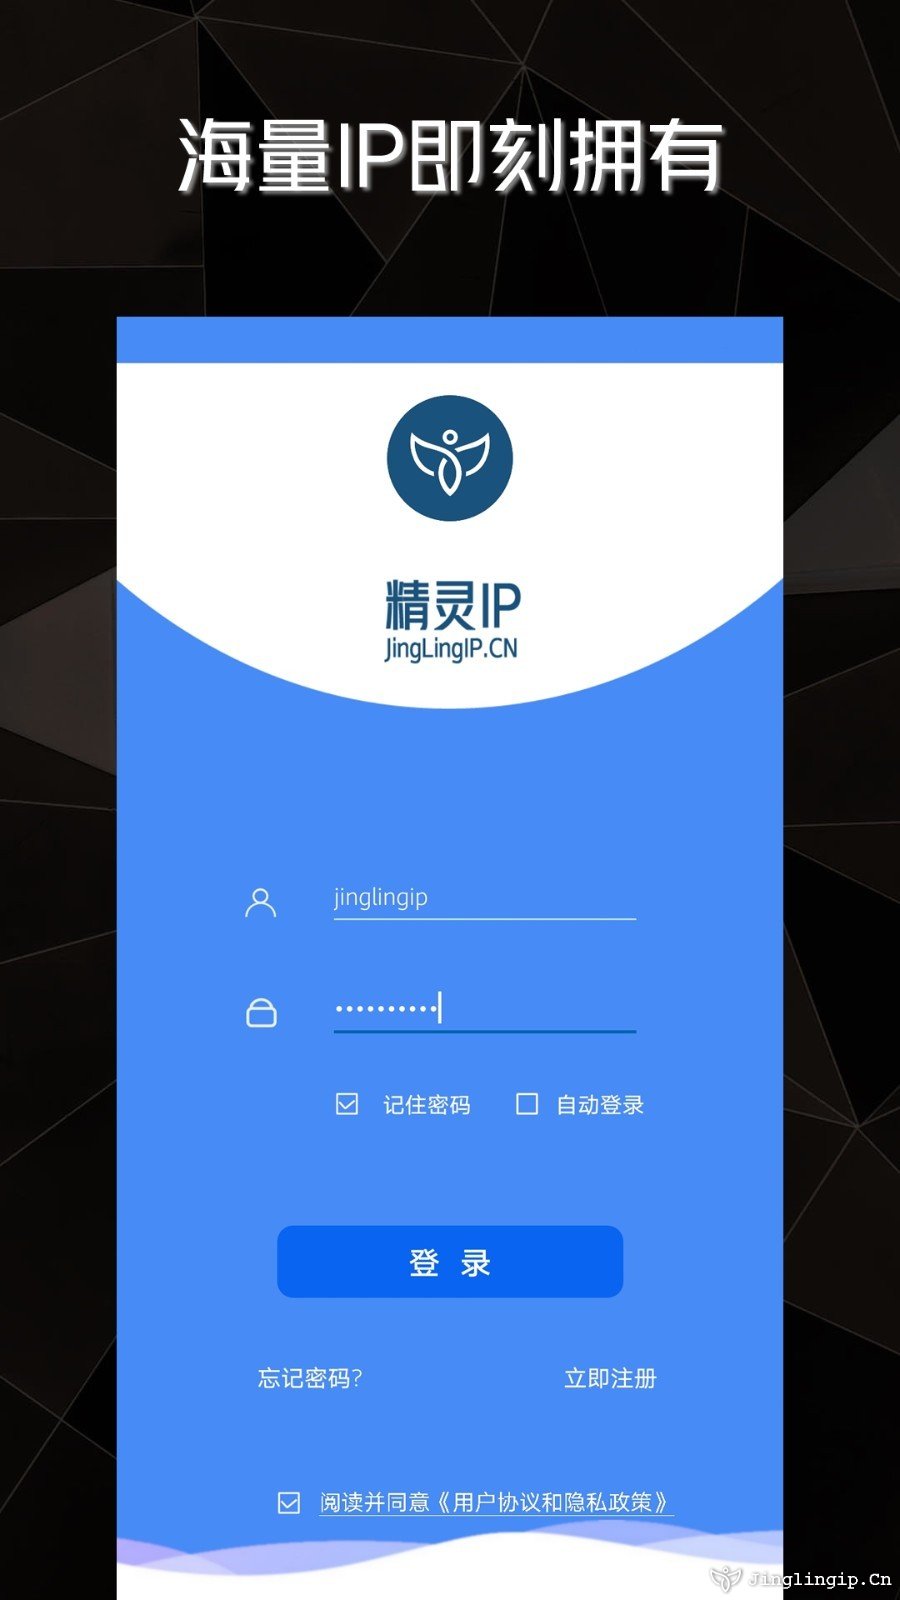 海量IP即刻拥有
精灵IP
JingLingIP.CN
jinglingip
••••••••••
记住密码 自动登录
登 录
忘记密码? 立即注册
阅读并同意《用户协议和隐私政策》
Jinglingip.Cn